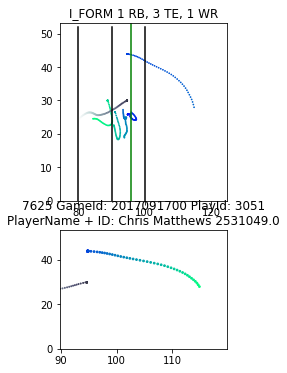 I_FORM 1 RB, 3 TE, 1 WR
50
40
30
20
10
0
80 100 120
7625 GameId: 2017091700 PlayId: 3051
PlayerName + ID: Chris Matthews 2531049.0
40
20
0
90 100 110